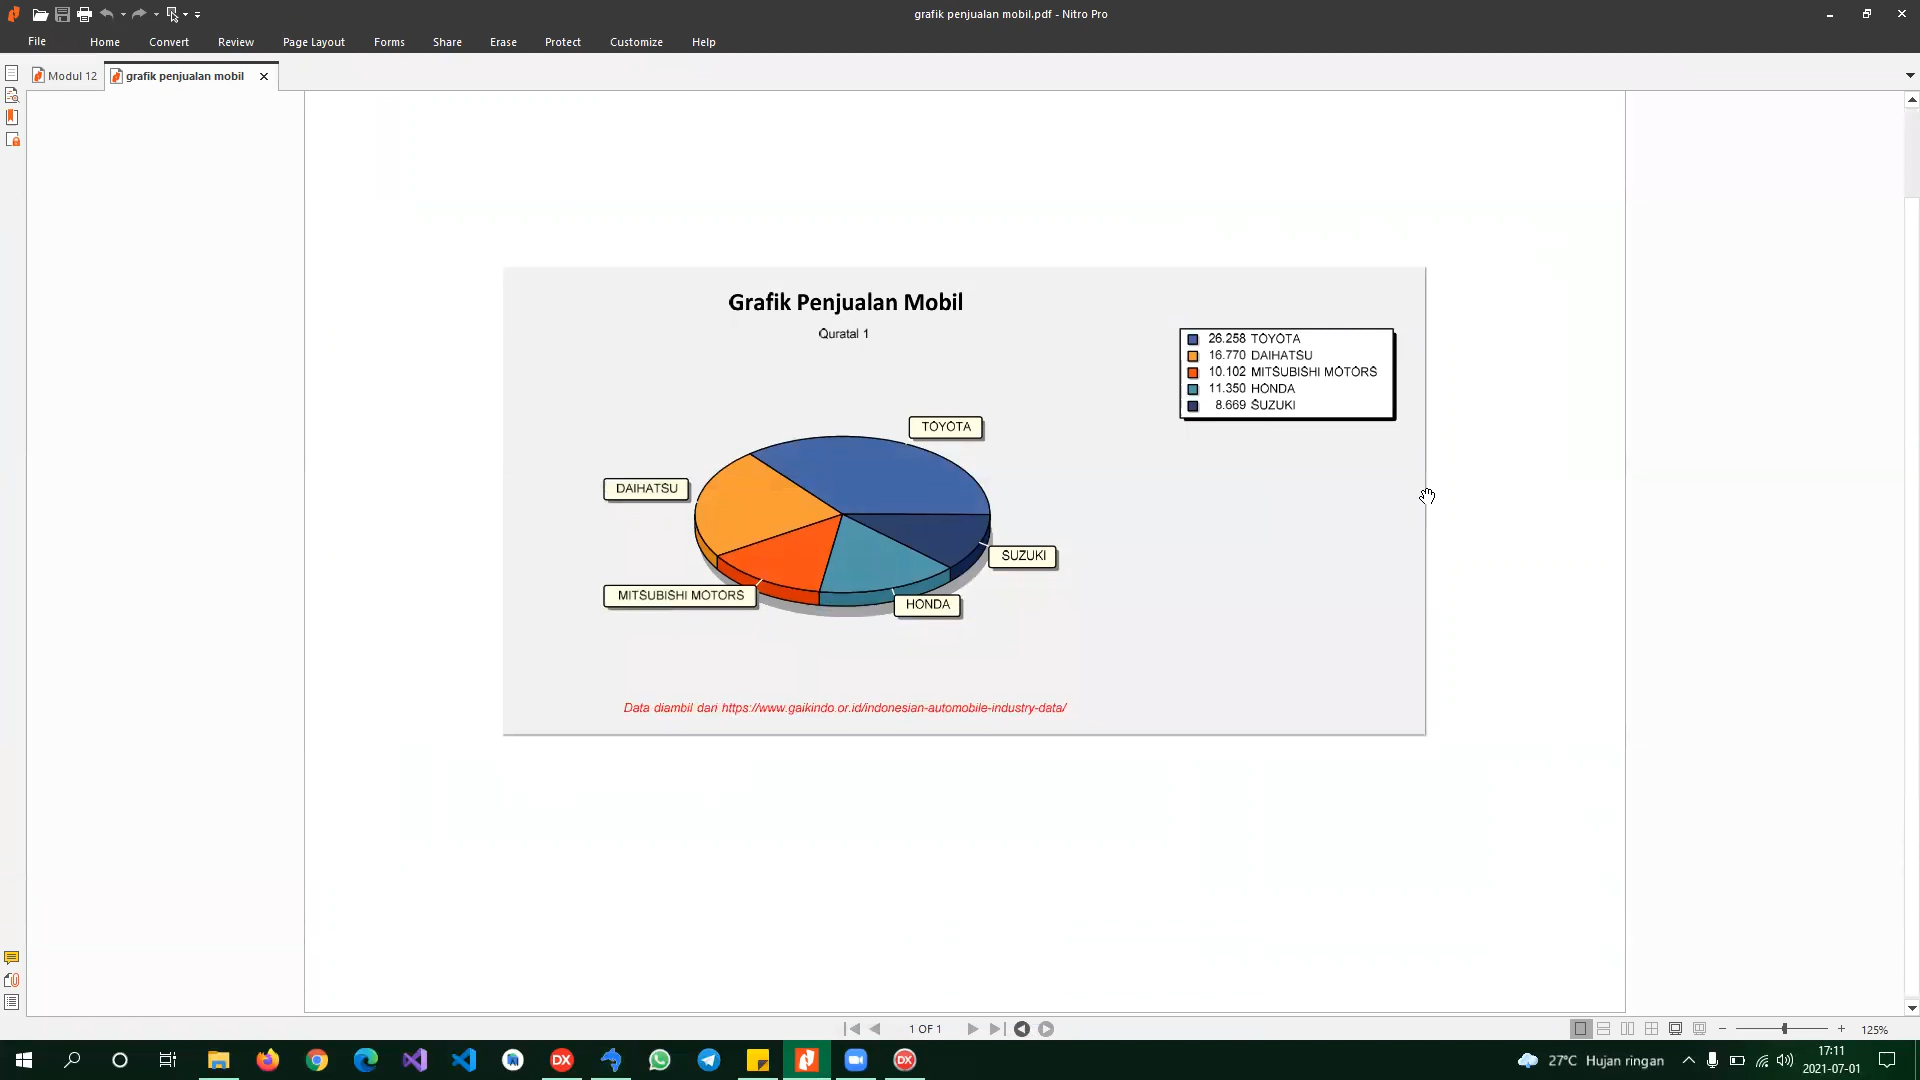 grafik penjualan mobil.pdf - Nitro Pro
File Home Convert Review Page Layout Forms Share Erase Protect Customize Help
Modul 12 grafik penjualan mobil
Grafik Penjualan Mobil
Quratal 1
26.258 TOYOTA
16.770 DAIHATSU
10.102 MITSUBISHI MOTORS
11.350 HONDA
8.669 SUZUKI
TOYOTA
DAIHATSU
SUZUKI
MITSUBISHI MOTORS
HONDA
Data diambil dari https://www.gaikindo.or.id/indonesian-automobile-industry-data/
1 OF 1
125%
DX
DX
27°C Hujan ringan
17:11
2021-07-01